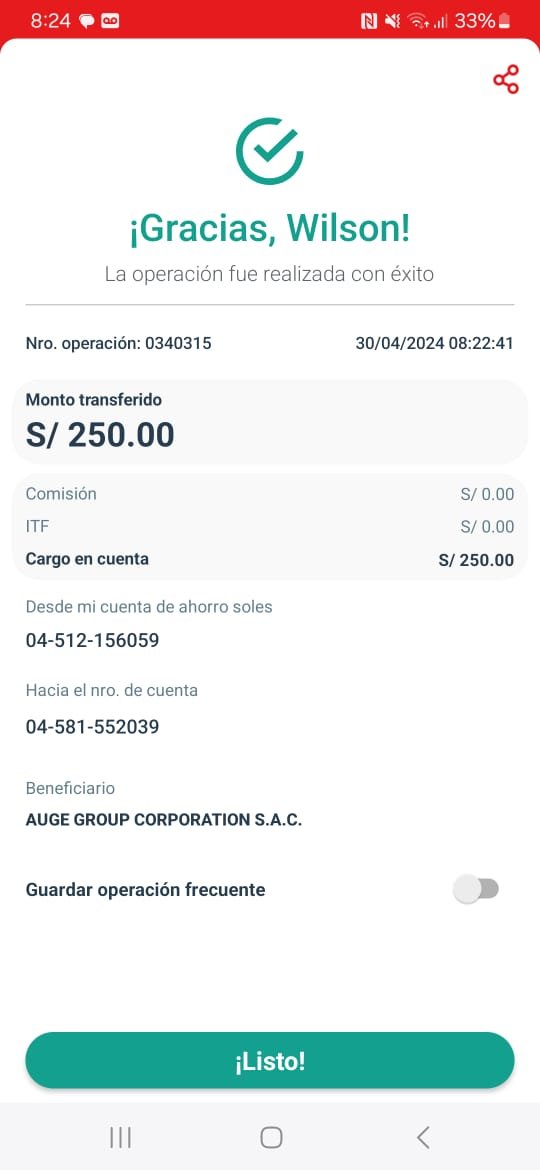 8:24 33%
¡Gracias, Wilson!
La operación fue realizada con éxito
Nro. operación: 0340315 30/04/2024 08:22:41
Monto transferido
S/ 250.00
Comisión S/ 0.00
ITF S/ 0.00
Cargo en cuenta S/ 250.00
Desde mi cuenta de ahorro soles
04-512-156059
Hacia el nro. de cuenta
04-581-552039
Beneficiario
AUGE GROUP CORPORATION S.A.C.
Guardar operación frecuente
¡Listo!